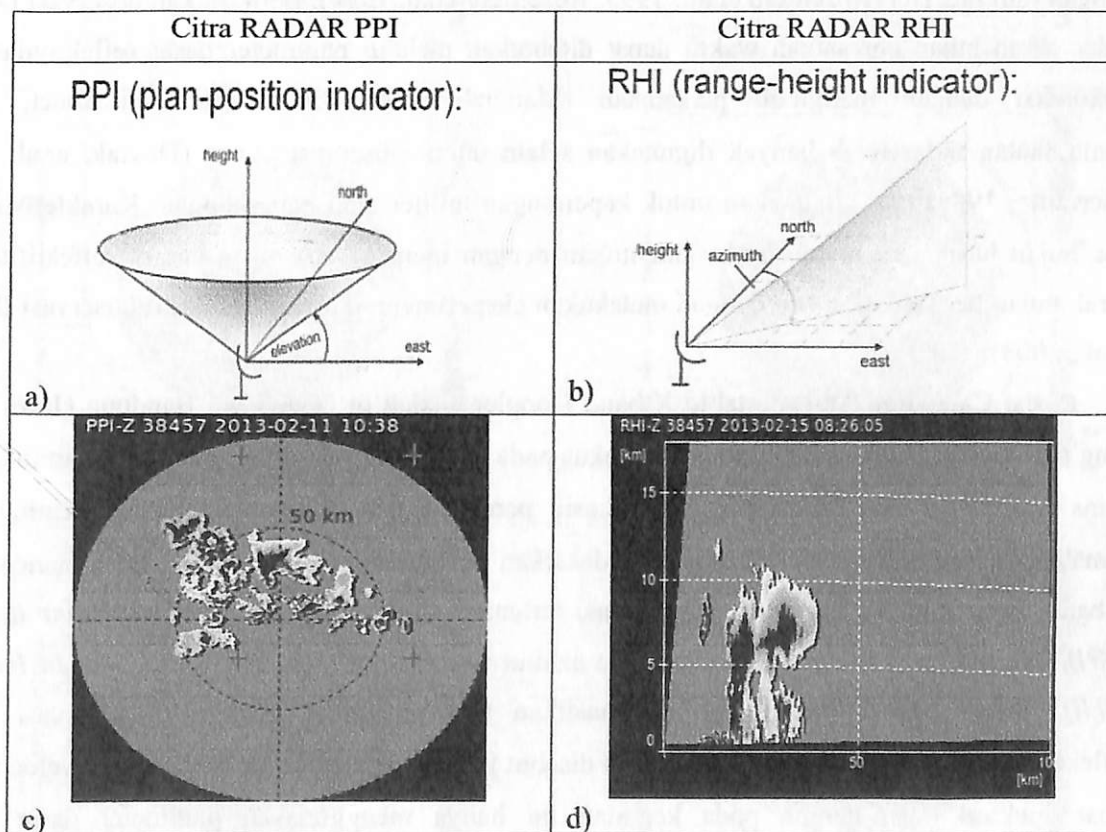 Citra RADAR PPI
Citra RADAR RHI
PPI (plan-position indicator):
RHI (range-height indicator):
height
north
elevation
east
a)
height
north
azimuth
east
b)
PPI-Z 38457 2013-02-11 10:38
50 km
c)
RHI-Z 38457 2013-02-15 08:26:05
[km]
15
10
5
0
50
100
[km]
d)